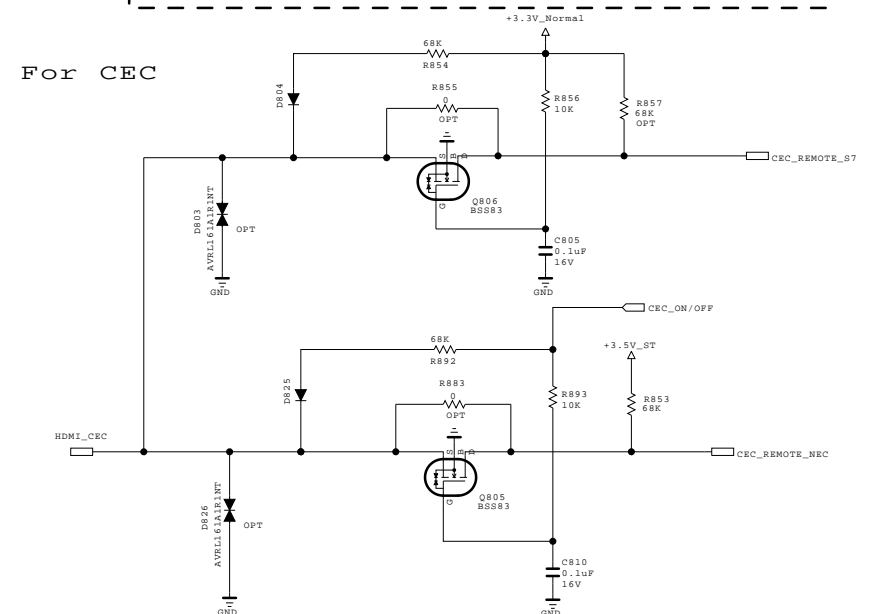 +3.3V_Normal
For CEC
68K
R854
D804
R855
0
OPT
R856
10K
R857
68K
OPT
S
B
D
CEC_REMOTE_S7
G
Q806
BSS83
D803
AVRL161A1R1NT
OPT
GND
C805
0.1uF
16V
GND
CEC_ON/OFF
68K
R892
+3.5V_ST
D825
R883
0
OPT
R893
10K
R853
68K
HDMI_CEC
S
B
D
CEC_REMOTE_NEC
G
Q805
BSS83
D826
AVRL161A1R1NT
OPT
C810
0.1uF
16V
GND
GND